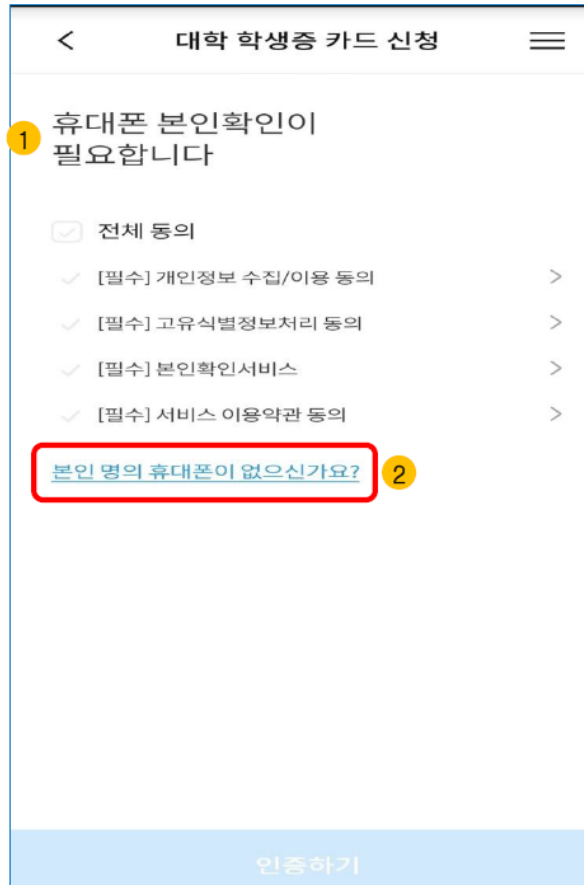 대학 학생증 카드 신청
1
휴대폰 본인확인이
필요합니다
전체 동의
[필수] 개인정보 수집/이용 동의
[필수] 고유식별정보처리 동의
[필수] 본인확인서비스
[필수] 서비스 이용약관 동의
본인 명의 휴대폰이 없으신가요? 2
인증하기